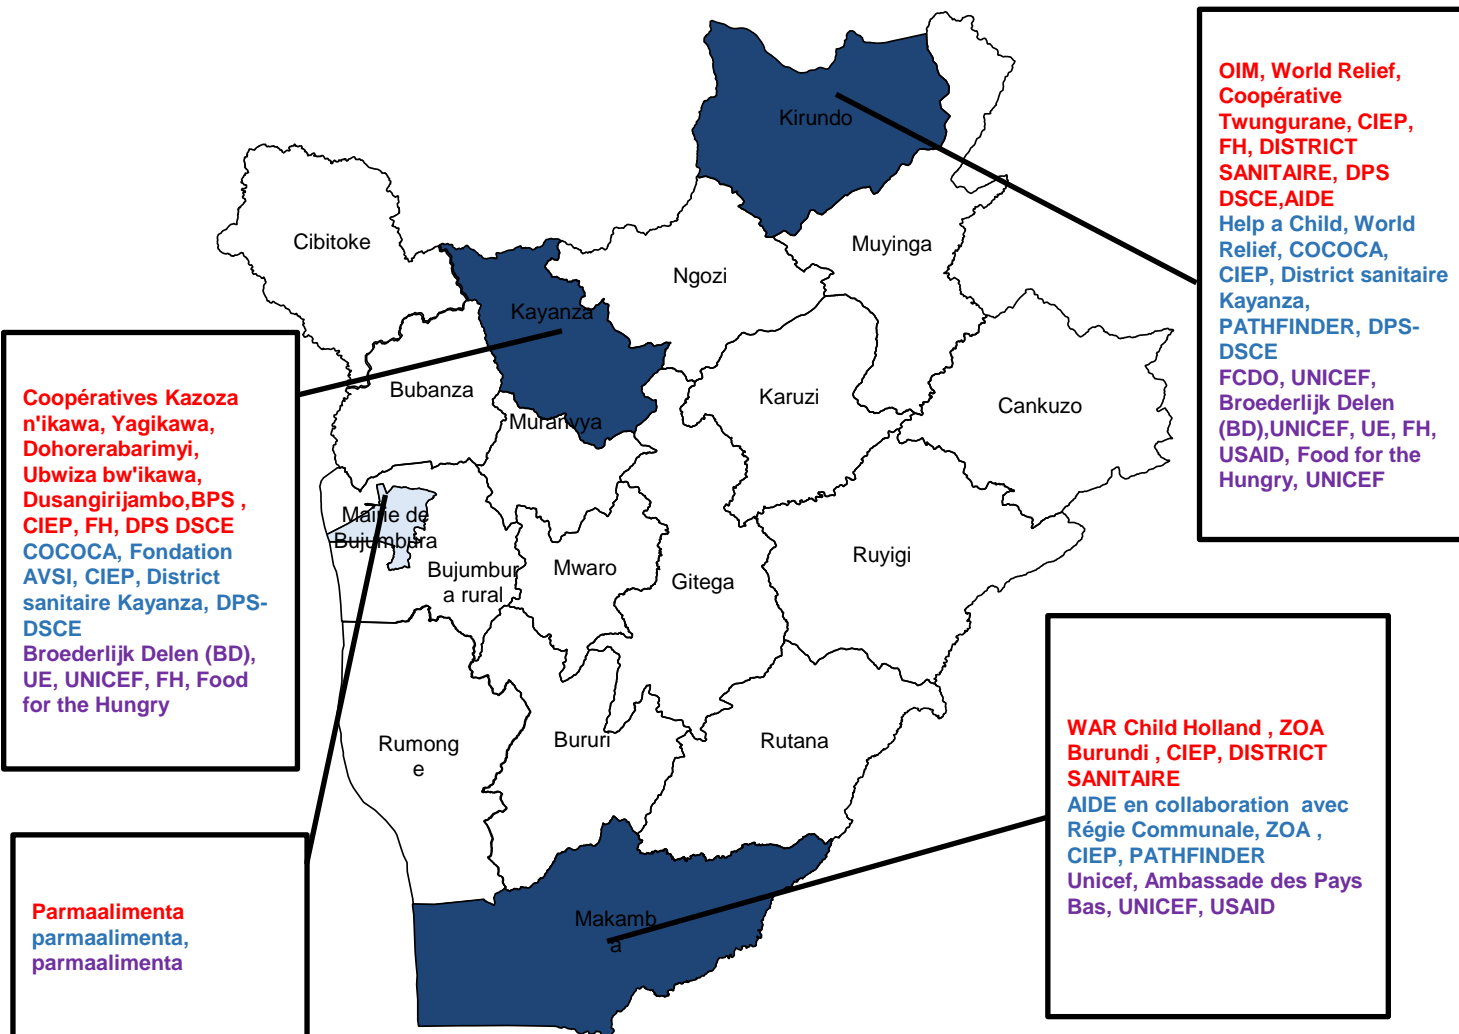 OIM, World Relief,
Coopérative
Twungurane, CIEP,
FH, DISTRICT
SANITAIRE, DPS
DSCE,AIDE
Help a Child, World
Relief, COCOCA,
CIEP, District sanitaire
Kayanza,
PATHFINDER, DPS-
DSCE
FCDO, UNICEF,
Broederlijk Delen
(BD),UNICEF, UE, FH,
USAID, Food for the
Hungry, UNICEF
Kirundo
Cibitoke
Muyinga
Ngozi
Kayanza
Bubanza
Karuzi
Cankuzo
Muramvya
Coopératives Kazoza
n'ikawa, Yagikawa,
Dohorerabarimyi,
Ubwiza bw'ikawa,
Dusangirijambo,BPS ,
CIEP, FH, DPS DSCE
COCOCA, Fondation
AVSI, CIEP, District
sanitaire Kayanza, DPS-
DSCE
Broederlijk Delen (BD),
UE, UNICEF, FH, Food
for the Hungry
Mairie de
Bujumbura
Bujumbur
a rural
Mwaro
Gitega
Ruyigi
Rumong
e
Bururi
Rutana
Makamb
a
WAR Child Holland , ZOA
Burundi , CIEP, DISTRICT
SANITAIRE
AIDE en collaboration  avec
Régie Communale, ZOA ,
CIEP, PATHFINDER
Unicef, Ambassade des Pays
Bas, UNICEF, USAID
Parmaalimenta
parmaalimenta,
parmaalimenta